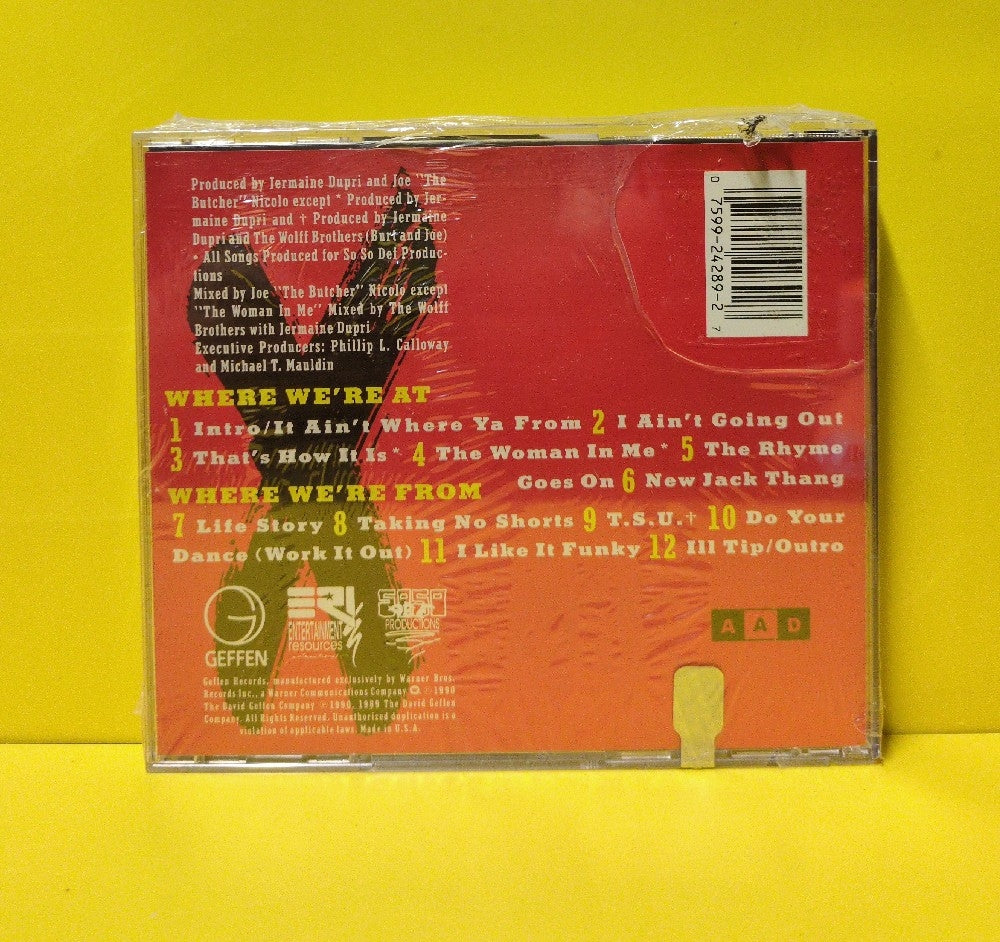 Produced by Jermaine Dupri and Joe "The
Butcher" Nicolo except * Produced by Jer-
maine Dupri and † Produced by Jermaine
Dupri and The Wolff Brothers (Burt and Joe)
• All Songs Produced for So So Def Produc-
tions
Mixed by Joe "The Butcher" Nicolo except
"The Woman In Me" Mixed by The Wolff
Brothers with Jermaine Dupri
Executive Producers: Phillip L. Calloway
and Michael T. Mauldin
0 7599-24289-2 7
WHERE WE'RE AT
1 Intro/It Ain't Where Ya From 2 I Ain't Going Out
3 That's How It Is* 4 The Woman In Me* 5 The Rhyme
Goes On 6 New Jack Thang
WHERE WE'RE FROM
7 Life Story 8 Taking No Shorts 9 T.S.U.† 10 Do Your
Dance (Work It Out) 11 I Like It Funky 12 Ill Tip/Outro
GEFFEN
ERI
ENTERTAINMENT
resources
SOSO
DEF
PRODUCTIONS
A A D
Geffen Records, manufactured exclusively by Warner Bros.
Records Inc., a Warner Communications Company ℗ 1990
The David Geffen Company © 1990, 1989 The David Geffen
Company. All Rights Reserved. Unauthorized duplication is a
violation of applicable laws. Made in U.S.A.